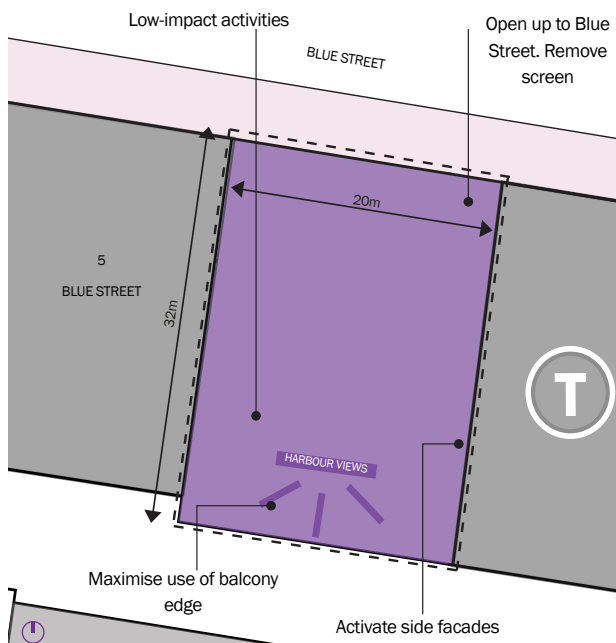 Low-impact activities
Open up to Blue
Street. Remove
screen
BLUE STREET
20m
5
BLUE STREET
32m
T
HARBOUR VIEWS
Maximise use of balcony
edge
Activate side facades